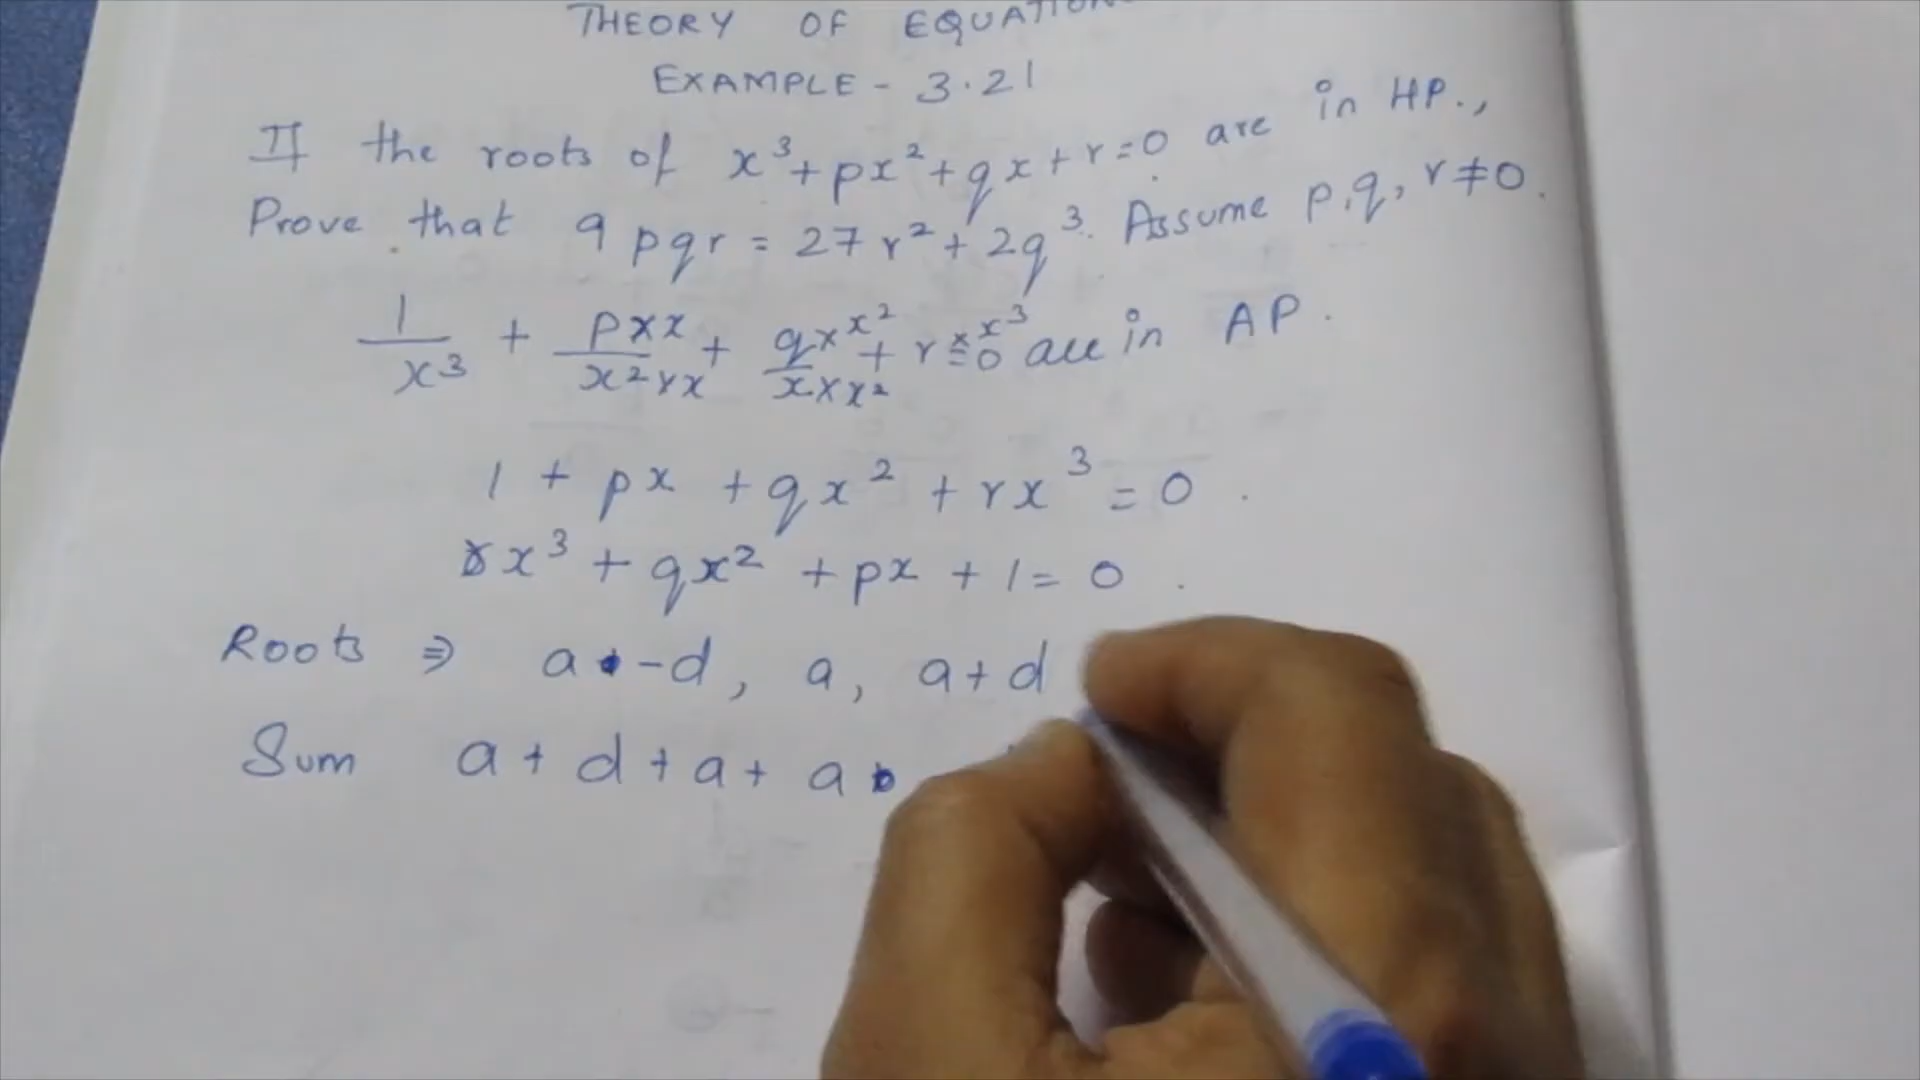 THEORY OF EQUATION
EXAMPLE - 3.21
If the roots of x³+px²+qx+r=0 are in HP.,
Prove that 9pqr = 27r²+2q³. Assume p,q,r≠0.
1/x³ + p×x/x²×x + q×x²/x×x² + r×x³=0 are in AP.
1 + px + qx² + rx³ = 0.
rx³ + qx² + px + 1 = 0.
Roots ⇒ a-d, a, a+d
Sum a+d+a+a